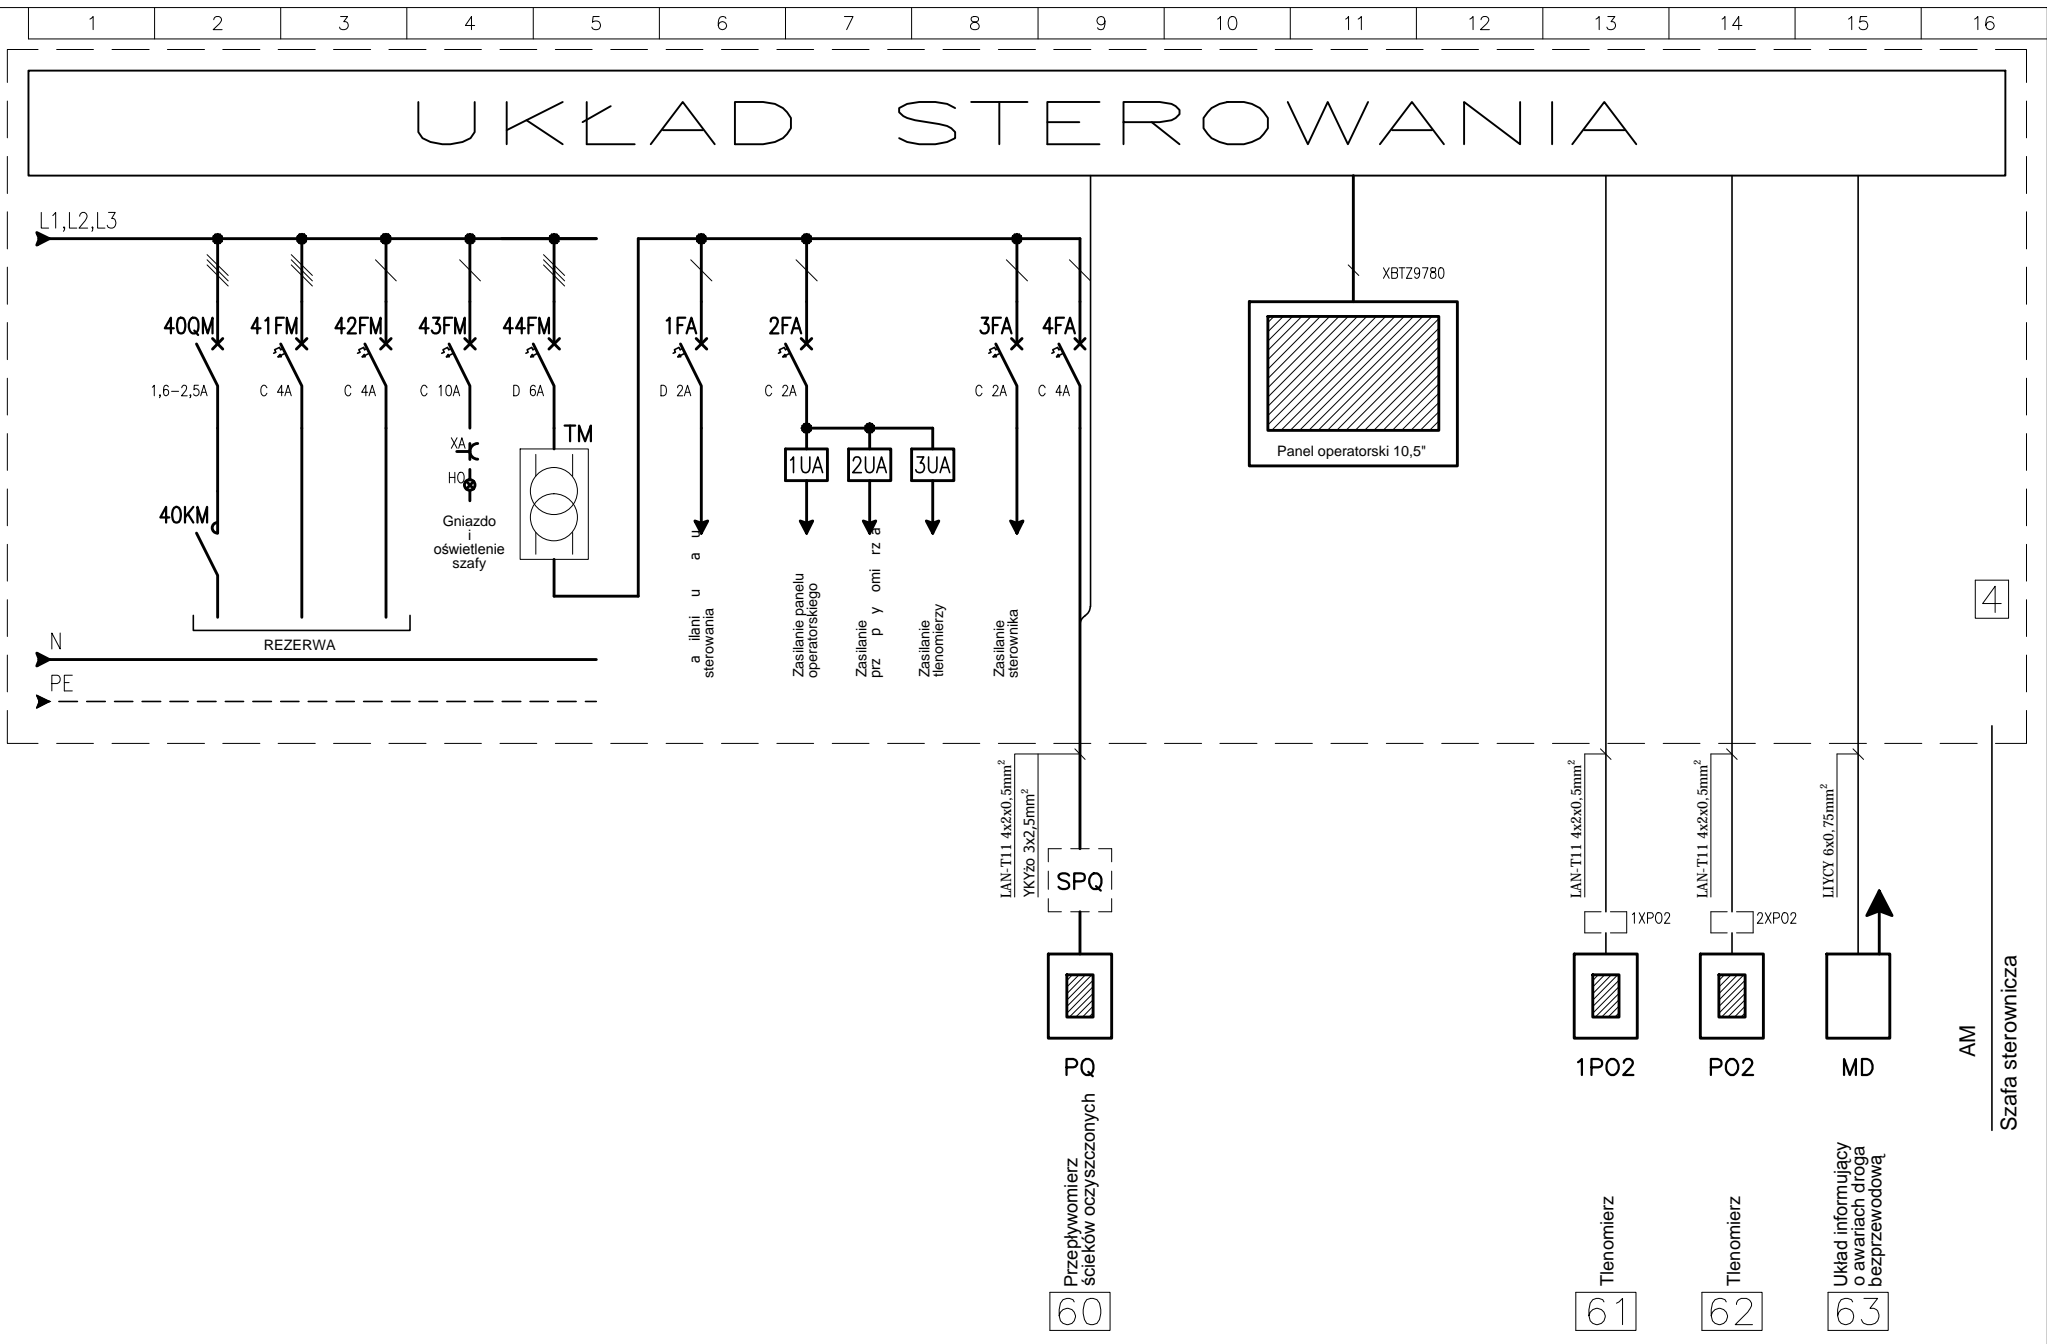 1 2 3 4 5 6 7 8 9 10 11 12 13 14 15 16
UKŁAD STEROWANIA
L1,L2,L3
40QM 41FM 42FM 43FM 44FM 1FA 2FA 3FA 4FA
1,6-2,5A C 4A C 4A C 10A D 6A D 2A C 2A C 2A C 4A
XBTZ9780
Panel operatorski 10,5"
XA
HO
TM
1UA 2UA 3UA
40KM
Gniazdo
i
oświetlenie
szafy
REZERWA
N
PE
sterowania
Zasilanie panelu
operatorskiego
Zasilanie
Zasilanie
tlenomierzy
Zasilanie
sterownika
4
LAN-T11 4x2x0,5mm²
YKYżo 3x2,5mm²
LAN-T11 4x2x0,5mm²
LAN-T11 4x2x0,5mm²
LIYCY 6x0,75mm²
SPQ
1XPO2
2XPO2
PQ
1PO2
PO2
MD
AM
Szafa sterownicza
Przepływomierz
ścieków oczyszczonych
Tlenomierz
Tlenomierz
Układ informujący
o awariach droga
bezprzewodową
60
61
62
63